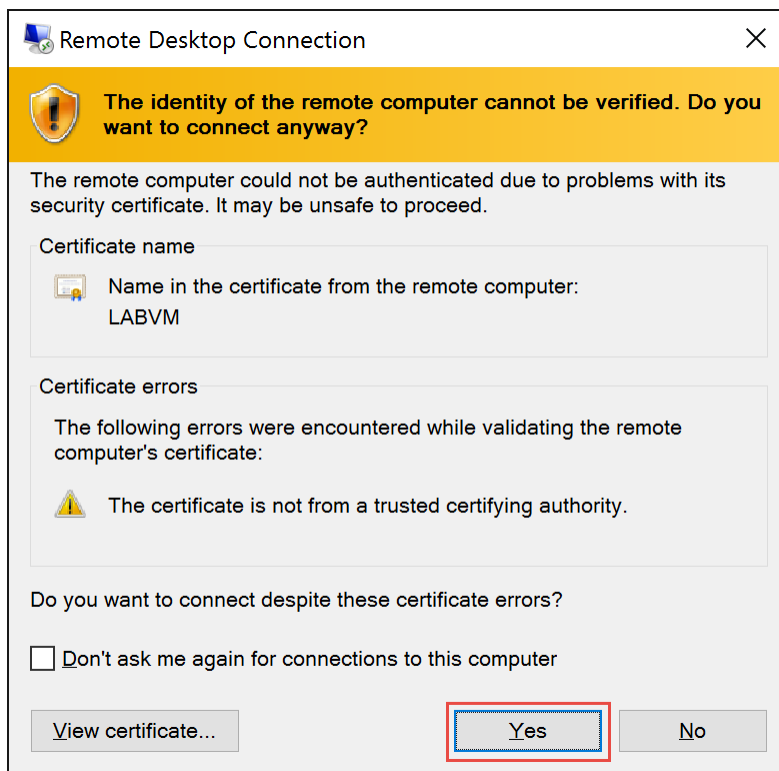 Remote Desktop Connection
The identity of the remote computer cannot be verified. Do you
want to connect anyway?
The remote computer could not be authenticated due to problems with its
security certificate. It may be unsafe to proceed.
Certificate name
Name in the certificate from the remote computer:
LABVM
Certificate errors
The following errors were encountered while validating the remote
computer's certificate:
The certificate is not from a trusted certifying authority.
Do you want to connect despite these certificate errors?
Don't ask me again for connections to this computer
View certificate... Yes No